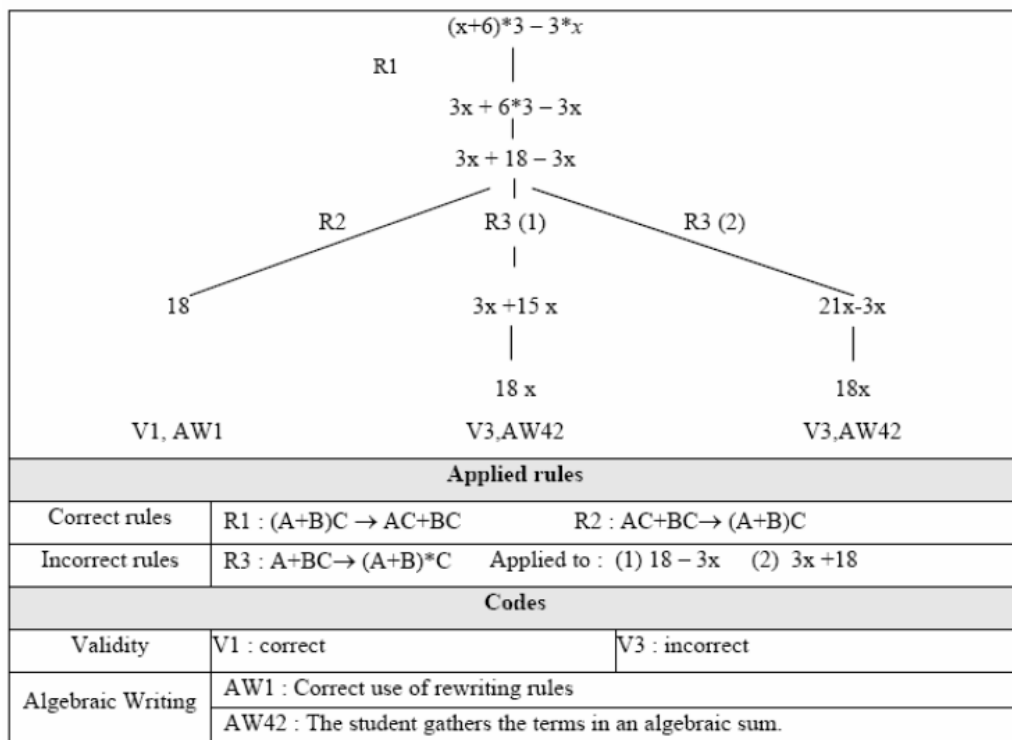 (x+6)*3 – 3*x
R1
3x + 6*3 – 3x
3x + 18 – 3x
R2 R3 (1) R3 (2)
18 3x +15 x 21x-3x
18 x 18x
V1, AW1 V3,AW42 V3,AW42
Applied rules
Correct rules R1 : (A+B)C → AC+BC R2 : AC+BC→ (A+B)C
Incorrect rules R3 : A+BC→ (A+B)*C Applied to : (1) 18 – 3x (2) 3x +18
Codes
Validity V1 : correct V3 : incorrect
Algebraic Writing AW1 : Correct use of rewriting rules
AW42 : The student gathers the terms in an algebraic sum.